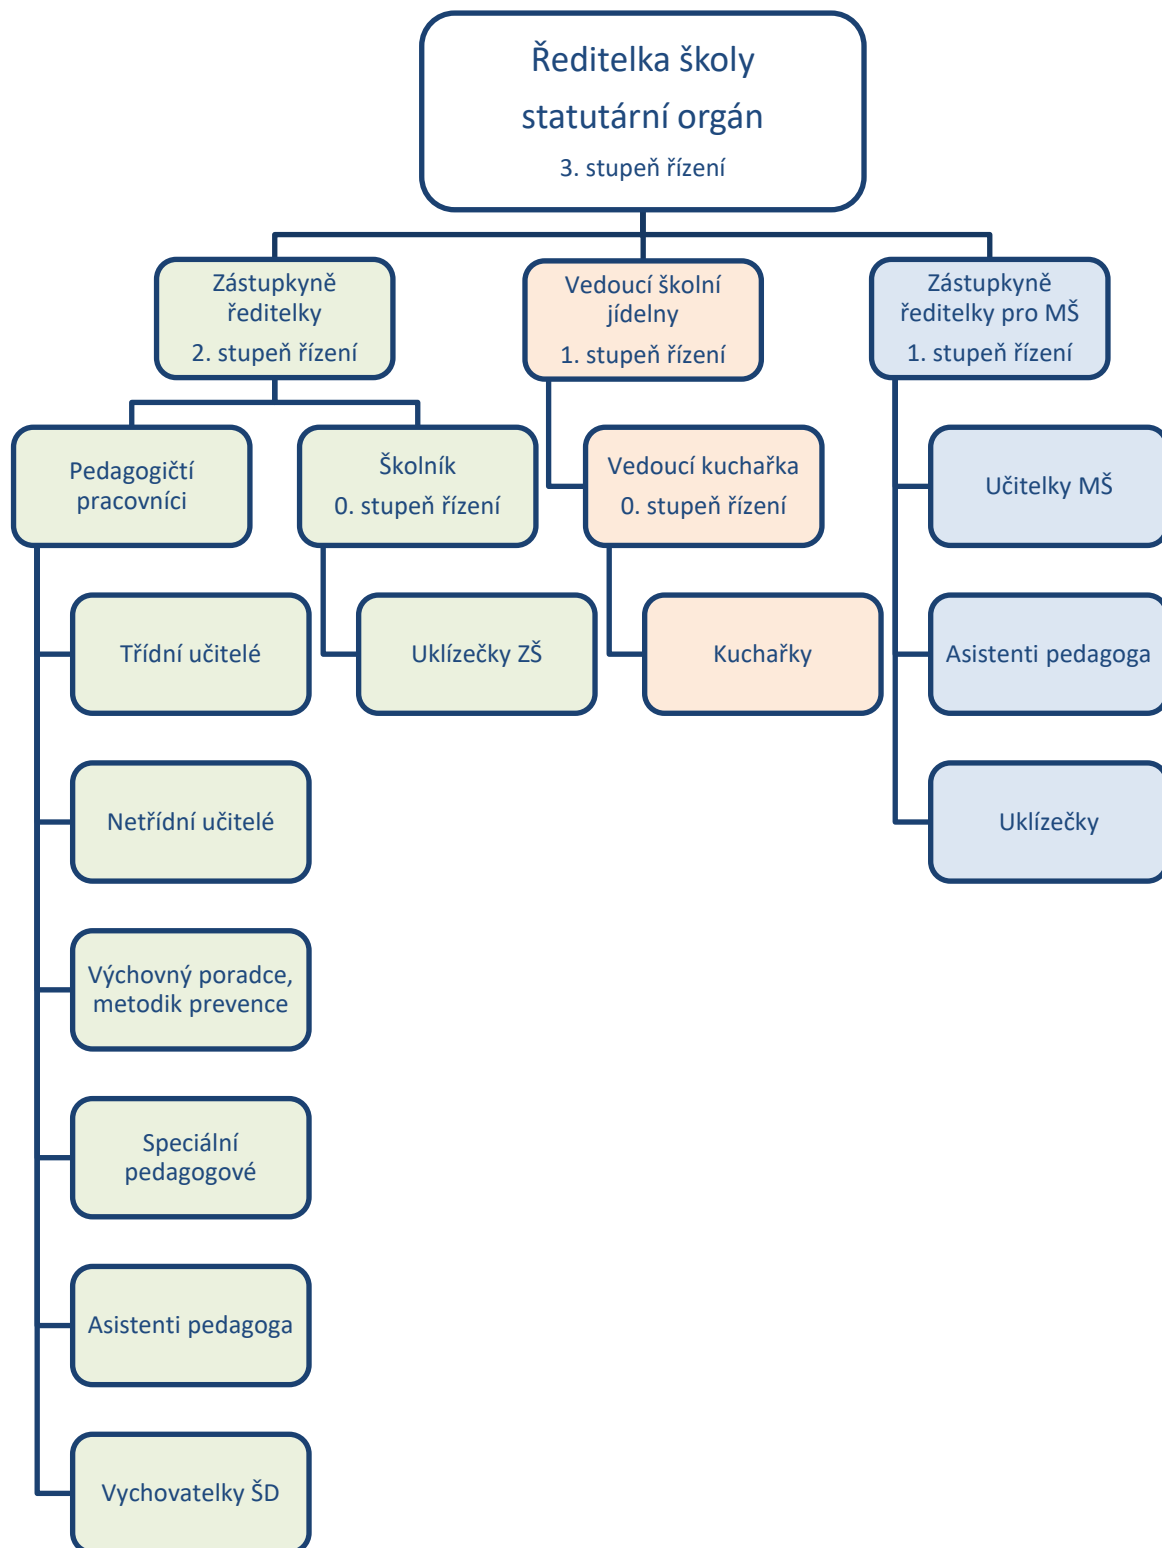 Ředitelka školy
statutární orgán
3. stupeň řízení
Zástupkyně
ředitelky
2. stupeň řízení
Vedoucí školní
jídelny
1. stupeň řízení
Zástupkyně
ředitelky pro MŠ
1. stupeň řízení
Pedagogičtí
pracovníci
Školník
0. stupeň řízení
Vedoucí kuchařka
0. stupeň řízení
Učitelky MŠ
Třídní učitelé
Uklízečky ZŠ
Kuchařky
Asistenti pedagoga
Netřídní učitelé
Uklízečky
Výchovný poradce,
metodik prevence
Speciální
pedagogové
Asistenti pedagoga
Vychovatelky ŠD